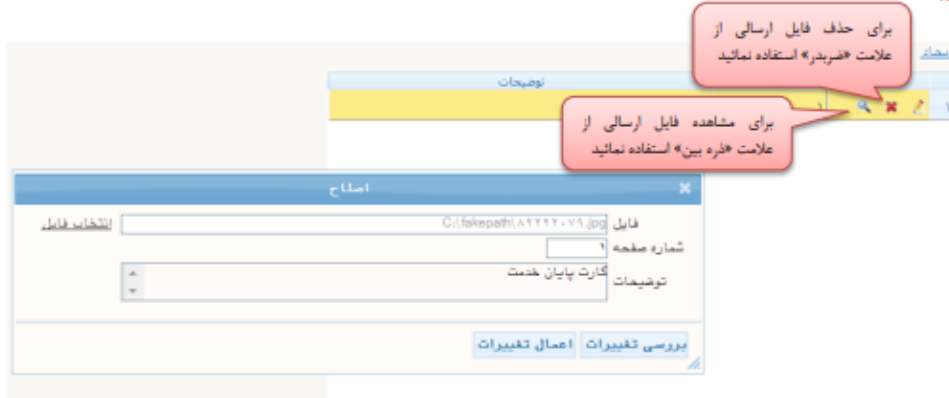 برای حذف فایل ارسالی از
علامت «ضربدر» استفاده نمائید
توضیحات
۱
برای مشاهده فایل ارسالی از
علامت «ذره بین» استفاده نمائید
اصلاح
فایل C:\fakepath\۸۲۲۲۲۰۷۹.jpg انتخاب فایل
شماره صفحه ۱
توضیحات کارت پایان خدمت
بررسی تغییرات اعمال تغییرات